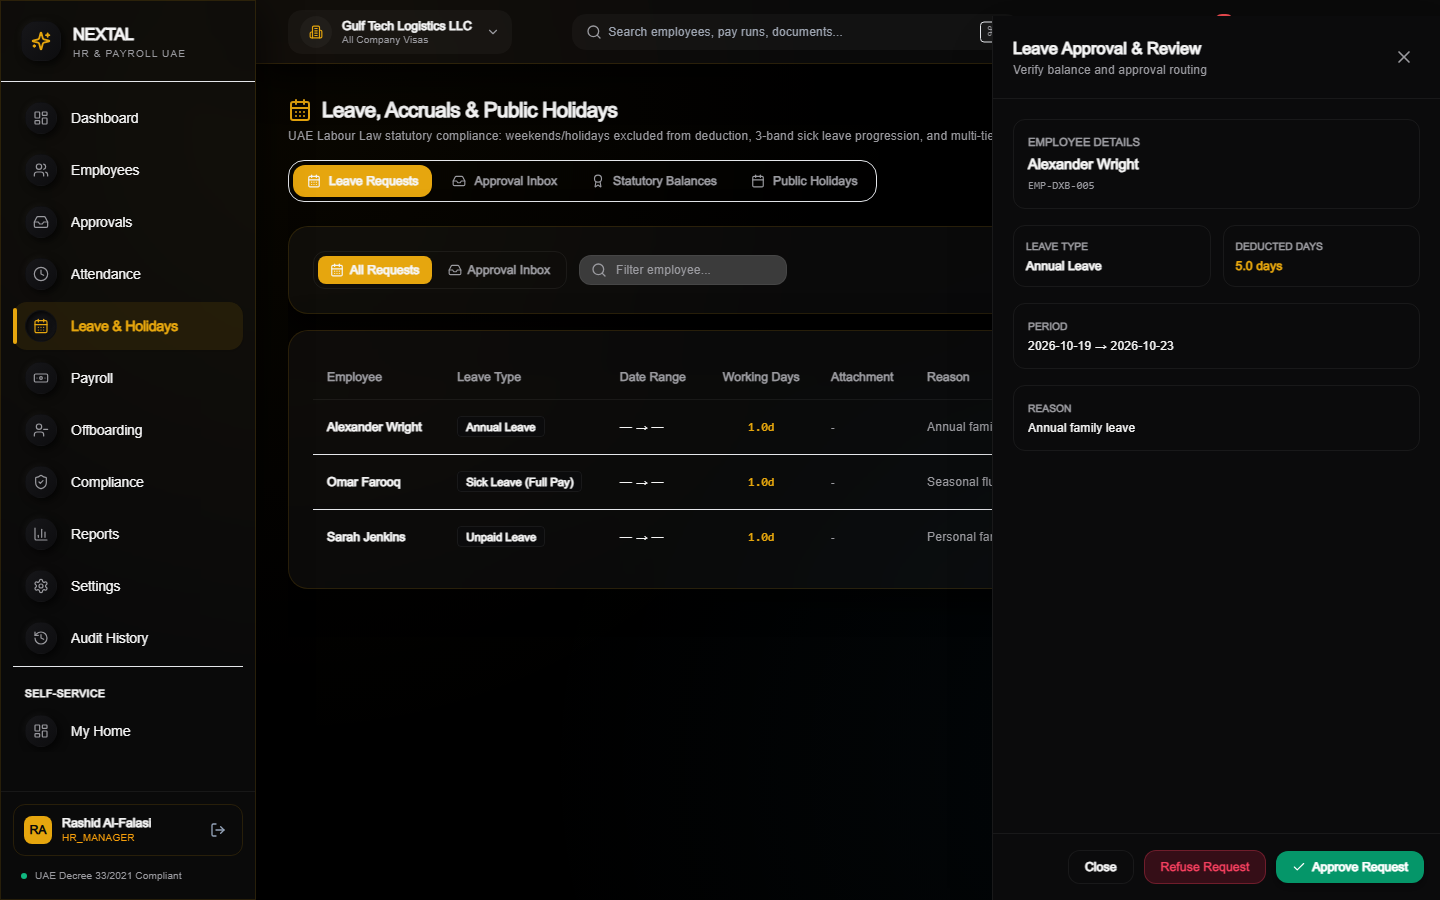 NEXTAL
HR & PAYROLL UAE
Dashboard
Employees
Approvals
Attendance
Leave & Holidays
Payroll
Offboarding
Compliance
Reports
Settings
Audit History
SELF-SERVICE
My Home
RA
Rashid Al-Falasi
HR_MANAGER
UAE Decree 33/2021 Compliant
Gulf Tech Logistics LLC
All Company Visas
Search employees, pay runs, documents...
Leave, Accruals & Public Holidays
UAE Labour Law statutory compliance: weekends/holidays excluded from deduction, 3-band sick leave progression, and multi-tie
Leave Requests Approval Inbox Statutory Balances Public Holidays
All Requests Approval Inbox Filter employee...
Employee Leave Type Date Range Working Days Attachment Reason
Alexander Wright Annual Leave — → — 1.0d - Annual fami
Omar Farooq Sick Leave (Full Pay) — → — 1.0d - Seasonal flu
Sarah Jenkins Unpaid Leave — → — 1.0d - Personal far
Leave Approval & Review
Verify balance and approval routing
EMPLOYEE DETAILS
Alexander Wright
EMP-DXB-005
LEAVE TYPE
Annual Leave
DEDUCTED DAYS
5.0 days
PERIOD
2026-10-19 → 2026-10-23
REASON
Annual family leave
Close Refuse Request Approve Request